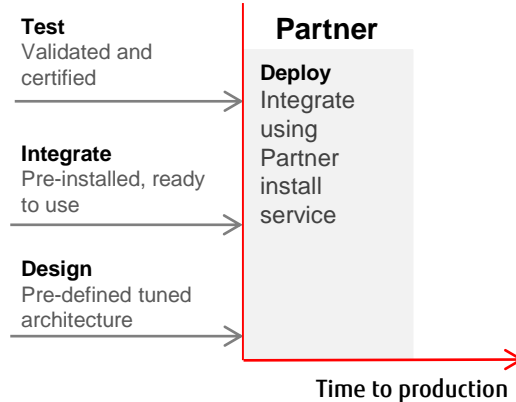 Test
Validated and
certified
Integrate
Pre-installed, ready
to use
Design
Pre-defined tuned
architecture
Partner
Deploy
Integrate
using
Partner
install
service
Time to production